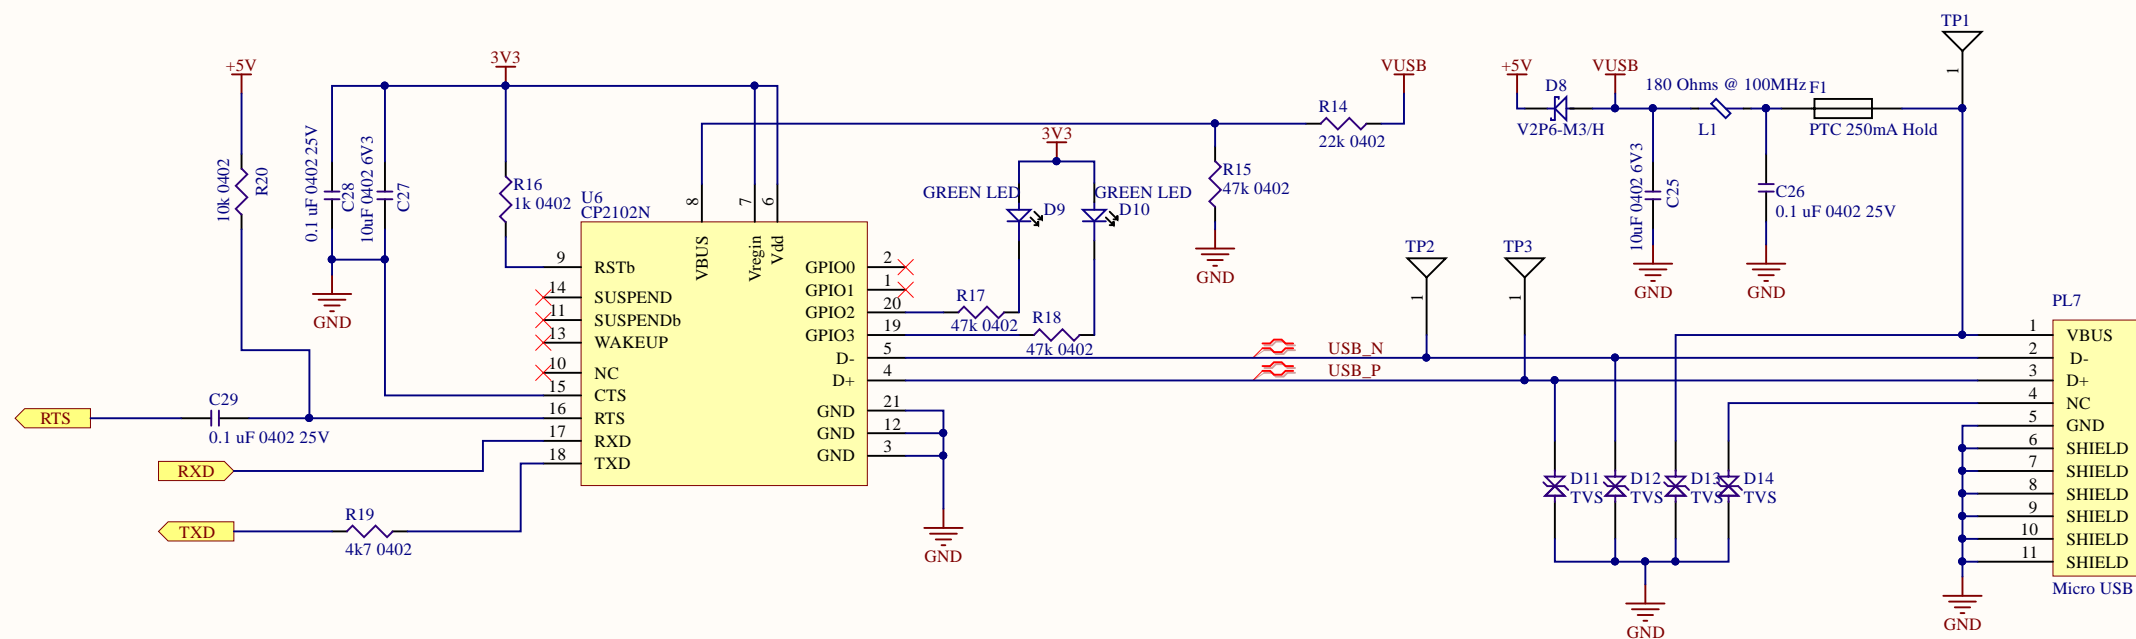 TP1
+5V
3V3
VUSB
+5V
VUSB
D8
180 Ohms @ 100MHz
F1
1
V2P6-M3/H
L1
PTC 250mA Hold
R14
22k 0402
3V3
10k 0402
R20
0.1 uF 0402 25V
C28
10uF 0402 6V3
C27
R16
1k 0402
U6
CP2102N
8
7
6
VBUS
Vregin
Vdd
GREEN LED
D9
GREEN LED
D10
R15
47k 0402
GND
10uF 0402 6V3
C25
C26
0.1 uF 0402 25V
GND
GND
GND
TP2
1
TP3
1
9
RSTb
14
SUSPEND
11
SUSPENDb
13
WAKEUP
10
NC
15
CTS
16
RTS
17
RXD
18
TXD
GPIO0
2
GPIO1
1
GPIO2
20
GPIO3
19
D-
5
D+
4
GND
21
GND
12
GND
3
R17
47k 0402
R18
47k 0402
USB_N
USB_P
RTS
C29
0.1 uF 0402 25V
RXD
TXD
R19
4k7 0402
GND
D11
TVS
D12
TVS
D13
TVS
D14
TVS
GND
PL7
1
VBUS
2
D-
3
D+
4
NC
5
GND
6
SHIELD
7
SHIELD
8
SHIELD
9
SHIELD
10
SHIELD
11
SHIELD
Micro USB
GND